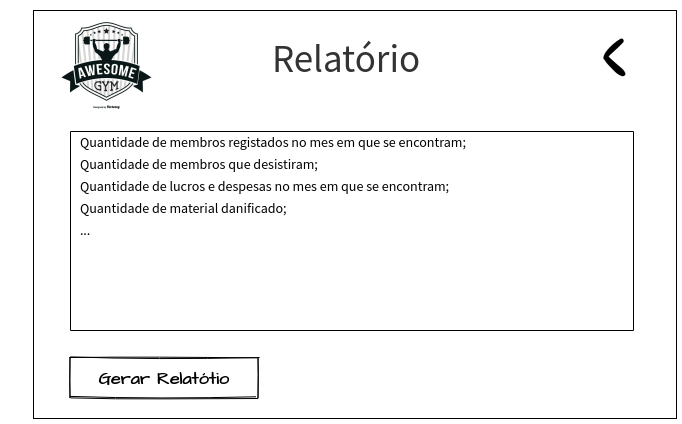 AWESOME
GYM
Relatório
Quantidade de membros registados no mes em que se encontram;
Quantidade de membros que desistiram;
Quantidade de lucros e despesas no mes em que se encontram;
Quantidade de material danificado;
...
Gerar Relatótio